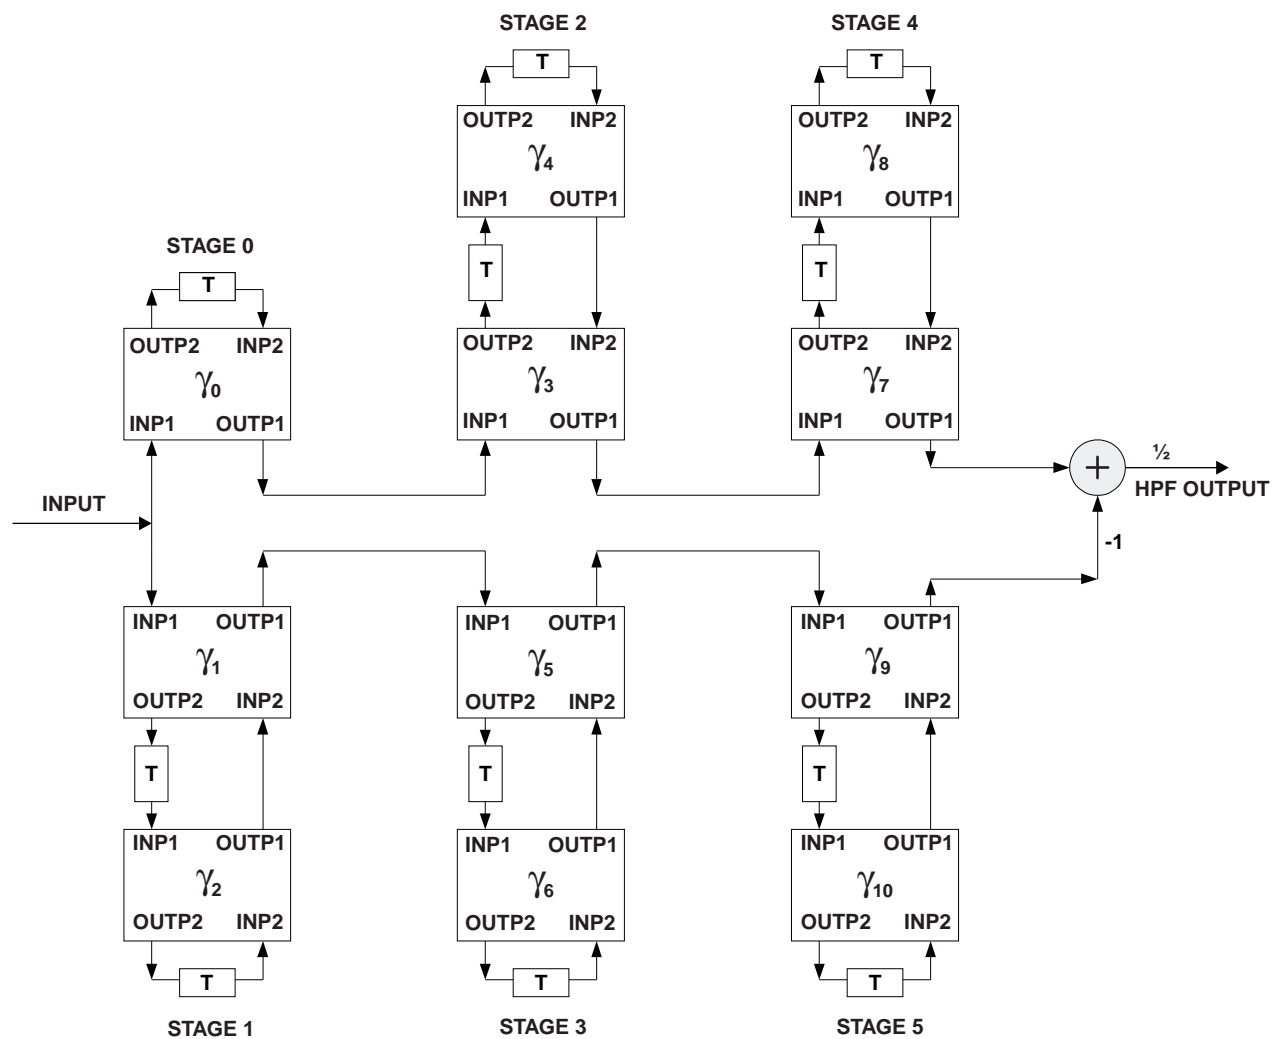 STAGE 2
STAGE 4
T
T
OUTP2 INP2
γ4
INP1 OUTP1
OUTP2 INP2
γ8
INP1 OUTP1
STAGE 0
T
T
T
OUTP2 INP2
γ0
INP1 OUTP1
OUTP2 INP2
γ3
INP1 OUTP1
OUTP2 INP2
γ7
INP1 OUTP1
+
½
HPF OUTPUT
INPUT
-1
INP1 OUTP1
γ1
OUTP2 INP2
INP1 OUTP1
γ5
OUTP2 INP2
INP1 OUTP1
γ9
OUTP2 INP2
T
T
T
INP1 OUTP1
γ2
OUTP2 INP2
INP1 OUTP1
γ6
OUTP2 INP2
INP1 OUTP1
γ10
OUTP2 INP2
T
T
T
STAGE 1
STAGE 3
STAGE 5